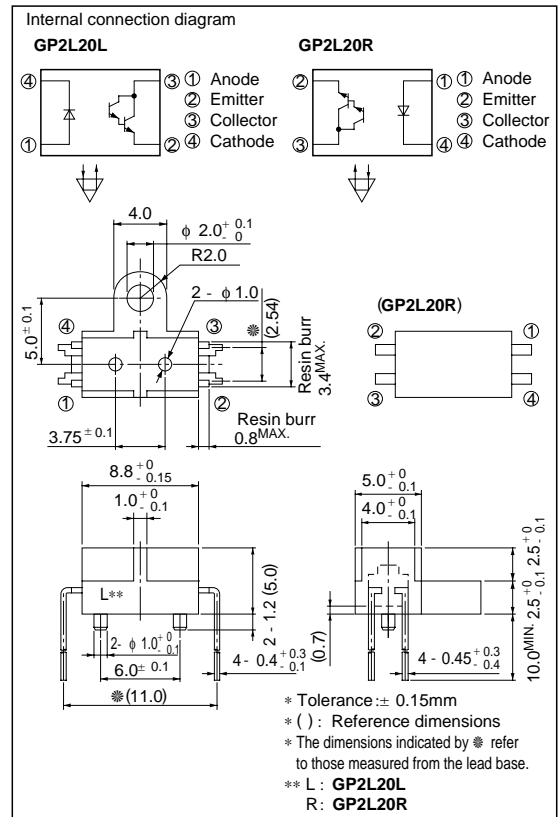 Internal connection diagram
GP2L20L
GP2L20R
④ ③ ① Anode
② Emitter
③ Collector
① ② ④ Cathode
② ① ① Anode
② Emitter
③ Collector
③ ④ ④ Cathode
4.0
φ 2.0 + 0.1 - 0
R2.0
2 - φ 1.0
5.0 ± 0.1
④ ③
① ②
(2.54)
Resin burr
3.4 MAX.
Resin burr
0.8 MAX.
3.75 ± 0.1
(GP2L20R)
② ①
③ ④
8.8 + 0 - 0.15
1.0 + 0 - 0.1
L**
2 - 1.2 (5.0)
2- φ 1.0 + 0 - 0.1
6.0 ± 0.1
4 - 0.4 + 0.3 - 0.1
(11.0)
5.0 + 0 - 0.1
4.0 + 0 - 0.1
2.5 + 0 - 0.1
2.5 + 0 - 0.1
(0.7)
10.0 MIN.
4 - 0.45 + 0.3 - 0.4
* Tolerance :± 0.15mm
* ( ) : Reference dimensions
* The dimensions indicated by ❋ refer
to those measured from the lead base.
** L : GP2L20L
R: GP2L20R